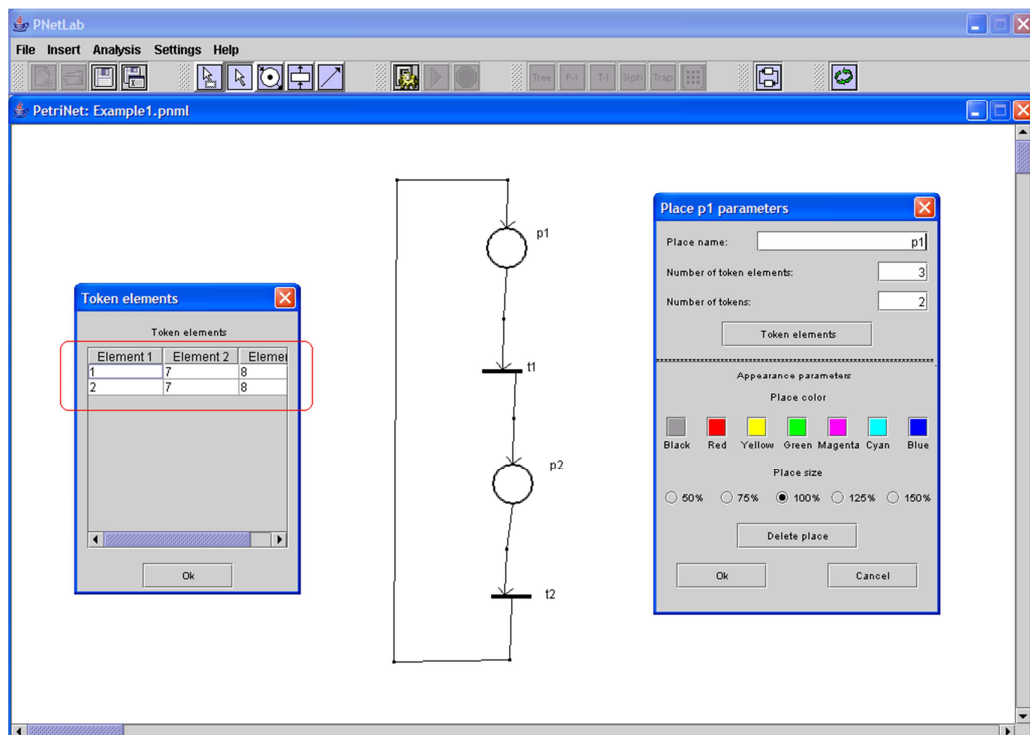 PNetLab
File Insert Analysis Settings Help
Tree P-I T-I Siph Trap
PetriNet: Example1.pnml
p1
t1
p2
t2
Token elements
Token elements
Element 1 Element 2 Elemei
1 7 8
2 7 8
Ok
Place p1 parameters
Place name: p1
Number of token elements: 3
Number of tokens: 2
Token elements
Appearance parameters
Place color
Black Red Yellow Green Magenta Cyan Blue
Place size
50% 75% 100% 125% 150%
Delete place
Ok Cancel